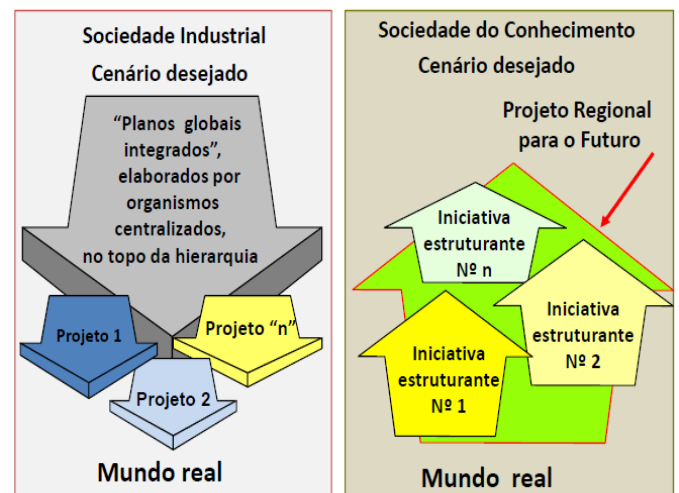 Sociedade Industrial
Cenário desejado
“Planos globais
integrados”,
elaborados por
organismos
centralizados,
no topo da hierarquia
Projeto 1
Projeto “n”
Projeto 2
Mundo real
Sociedade do Conhecimento
Cenário desejado
Projeto Regional
para o Futuro
Iniciativa
estruturante
Nº n
Iniciativa
estruturante
Nº 2
Iniciativa
estruturante
Nº 1
Mundo real